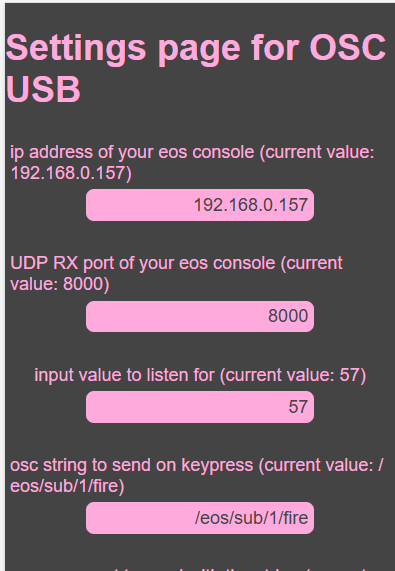 Settings page for OSC
USB
ip address of your eos console (current value:
192.168.0.157)
192.168.0.157
UDP RX port of your eos console (current
value: 8000)
8000
input value to listen for (current value: 57)
57
osc string to send on keypress (current value: /
eos/sub/1/fire)
/eos/sub/1/fire